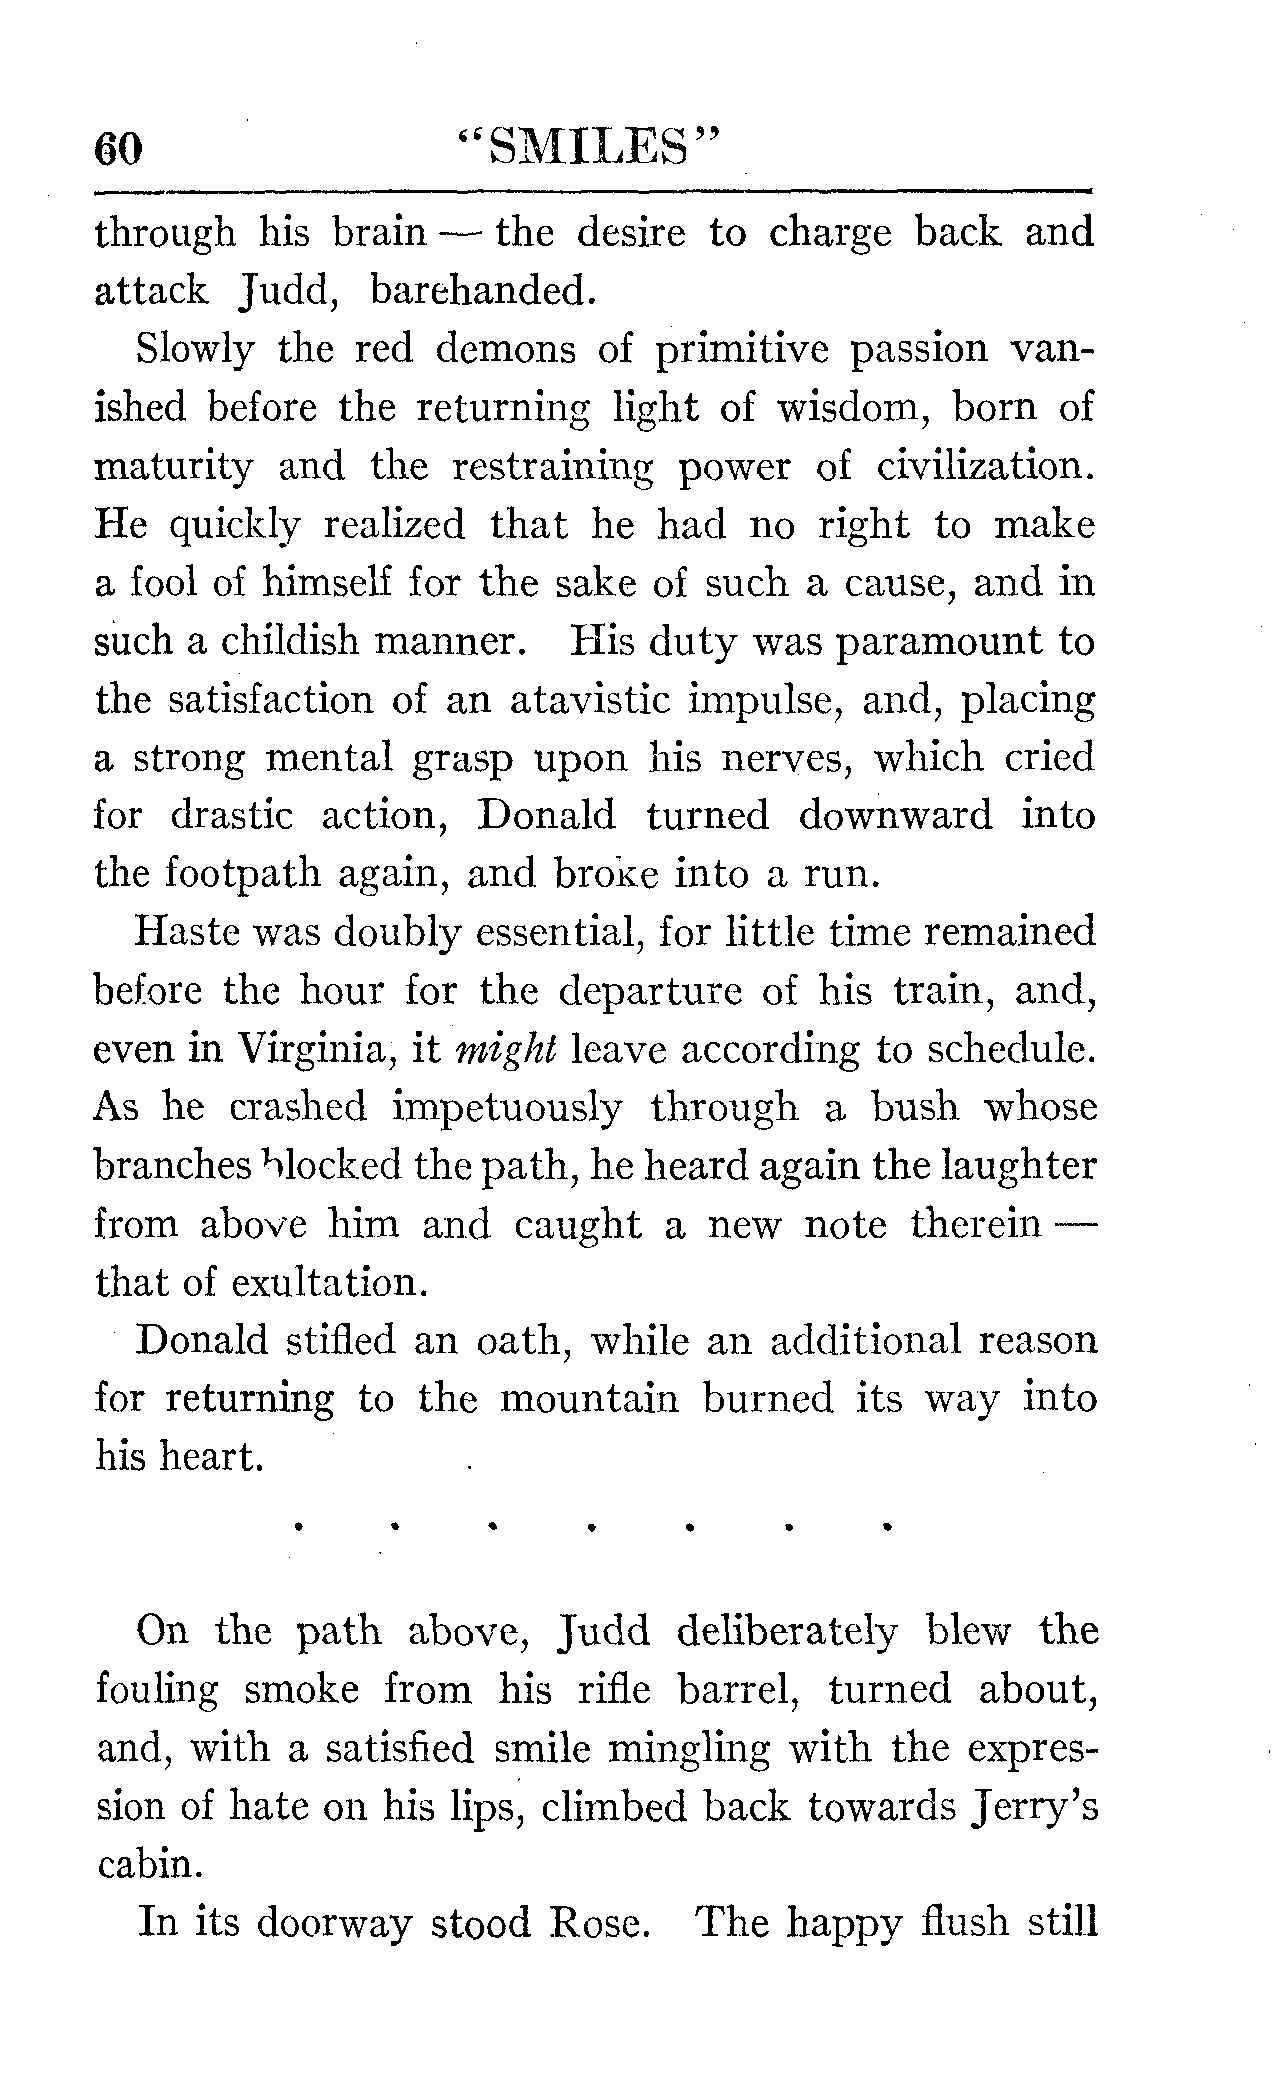 60 "SMILES"
through his brain — the desire to charge back and
attack Judd, barehanded.
Slowly the red demons of primitive passion van-
ished before the returning light of wisdom, born of
maturity and the restraining power of civilization.
He quickly realized that he had no right to make
a fool of himself for the sake of such a cause, and in
such a childish manner. His duty was paramount to
the satisfaction of an atavistic impulse, and, placing
a strong mental grasp upon his nerves, which cried
for drastic action, Donald turned downward into
the footpath again, and broke into a run.
Haste was doubly essential, for little time remained
before the hour for the departure of his train, and,
even in Virginia, it might leave according to schedule.
As he crashed impetuously through a bush whose
branches blocked the path, he heard again the laughter
from above him and caught a new note therein —
that of exultation.
Donald stifled an oath, while an additional reason
for returning to the mountain burned its way into
his heart.
. . . . . . .
On the path above, Judd deliberately blew the
fouling smoke from his rifle barrel, turned about,
and, with a satisfied smile mingling with the expres-
sion of hate on his lips, climbed back towards Jerry's
cabin.
In its doorway stood Rose. The happy flush still